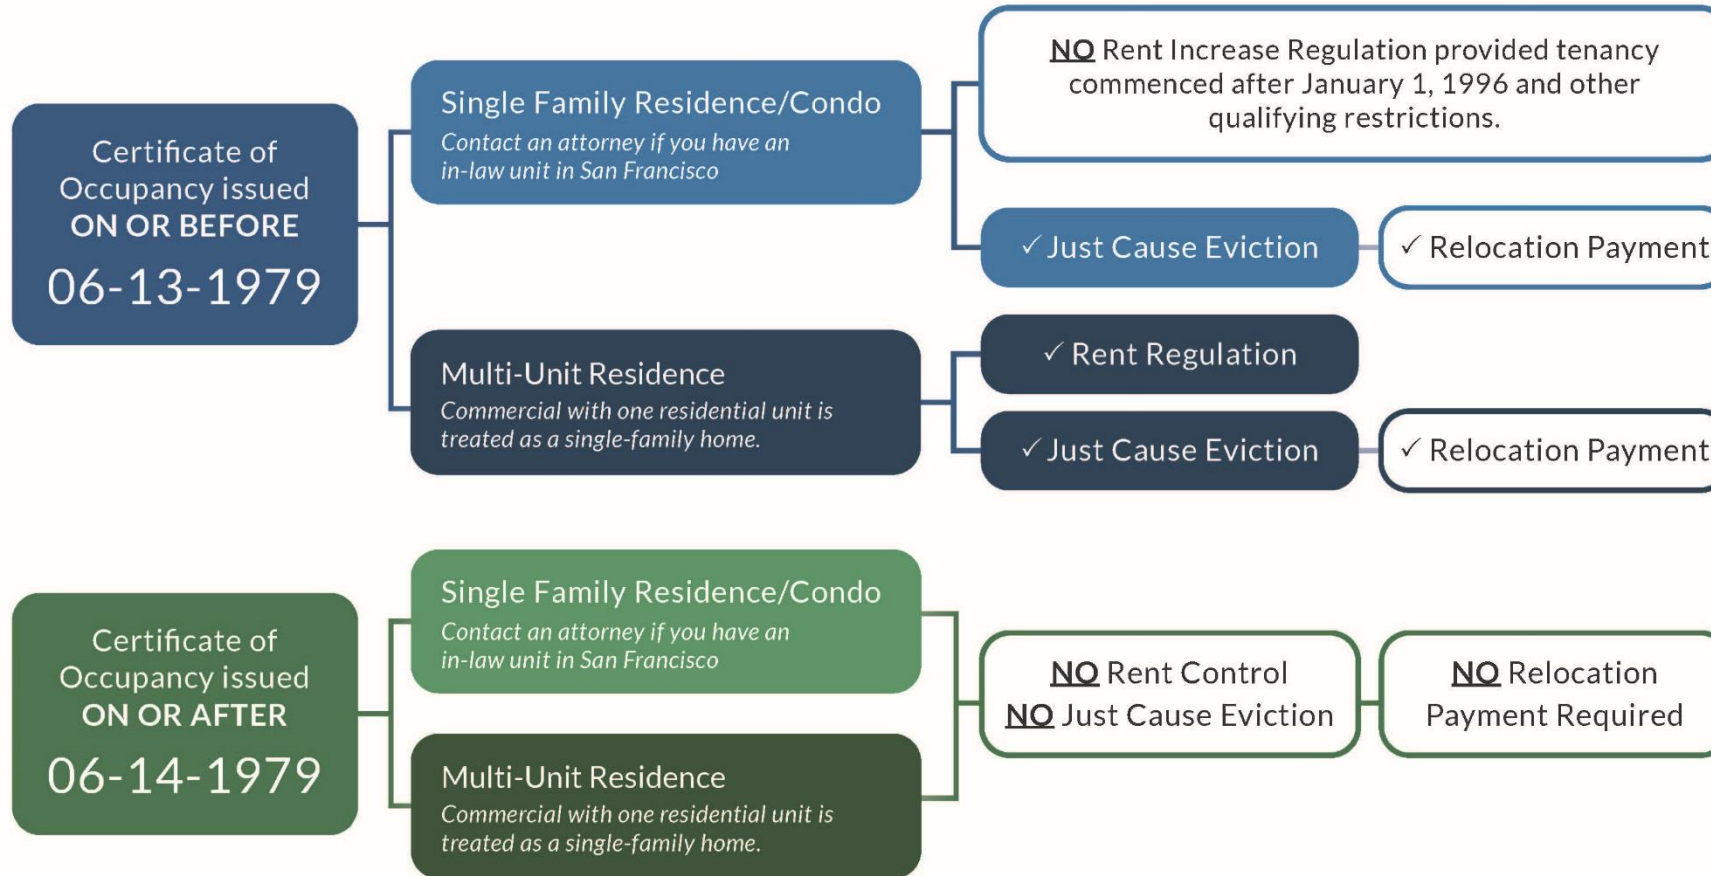 Certificate of
Occupancy issued
ON OR BEFORE
06-13-1979
Single Family Residence/Condo
Contact an attorney if you have an
in-law unit in San Francisco
NO Rent Increase Regulation provided tenancy
commenced after January 1, 1996 and other
qualifying restrictions.
✓ Just Cause Eviction
✓ Relocation Payment
Multi-Unit Residence
Commercial with one residential unit is
treated as a single-family home.
✓ Rent Regulation
✓ Just Cause Eviction
✓ Relocation Payment
Certificate of
Occupancy issued
ON OR AFTER
06-14-1979
Single Family Residence/Condo
Contact an attorney if you have an
in-law unit in San Francisco
Multi-Unit Residence
Commercial with one residential unit is
treated as a single-family home.
NO Rent Control
NO Just Cause Eviction
NO Relocation
Payment Required